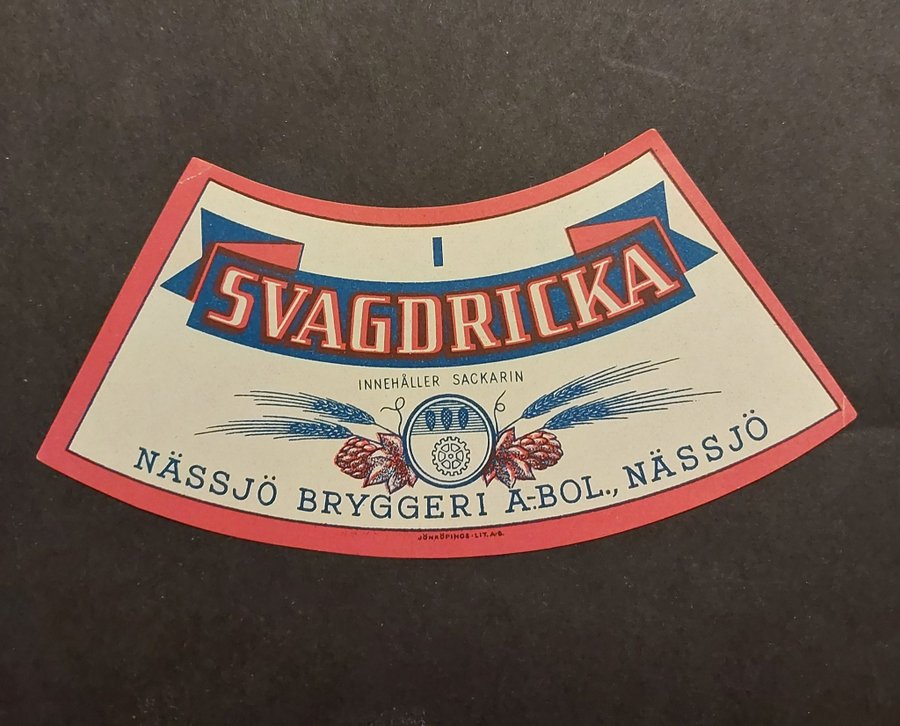 I
SVAGDRICKA
INNEHÅLLER SACKARIN
NÄSSJÖ BRYGGERI A.-BOL., NÄSSJÖ
JÖNKÖPINGS-LIT.A.B.